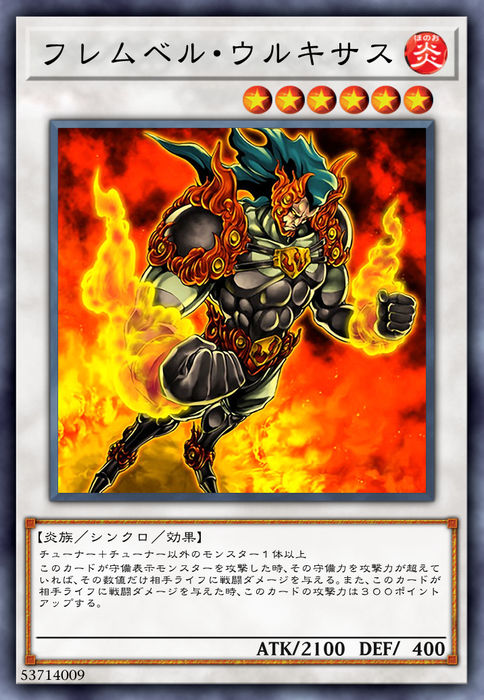 フレムベル・ウルキサス
ほのお
炎
【炎族／シンクロ／効果】
チューナー＋チューナー以外のモンスター１体以上
このカードが守備表示モンスターを攻撃した時、その守備力を攻撃力が超えて
いれば、その数値だけ相手ライフに戦闘ダメージを与える。また、このカードが
相手ライフに戦闘ダメージを与えた時、このカードの攻撃力は３００ポイント
アップする。
ATK/2100 DEF/ 400
53714009